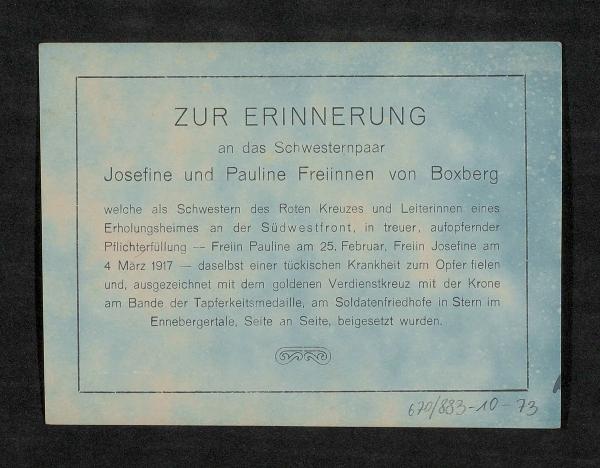 ZUR ERINNERUNG
an das Schwesternpaar
Josefine und Pauline Freiinnen von Boxberg
welche als Schwestern des Roten Kreuzes und Leiterinnen eines
Erholungsheimes an der Südwestfront, in treuer, aufopfernder
Pflichterfüllung — Freiin Pauline am 25. Februar, Freiin Josefine am
4 März 1917 — daselbst einer tückischen Krankheit zum Opfer fielen
und, ausgezeichnet mit dem goldenen Verdienstkreuz mit der Krone
am Bande der Tapferkeitsmedaille, am Soldatenfriedhofe in Stern im
Ennebergertale, Seite an Seite, beigesetzt wurden.
670/883-10-73